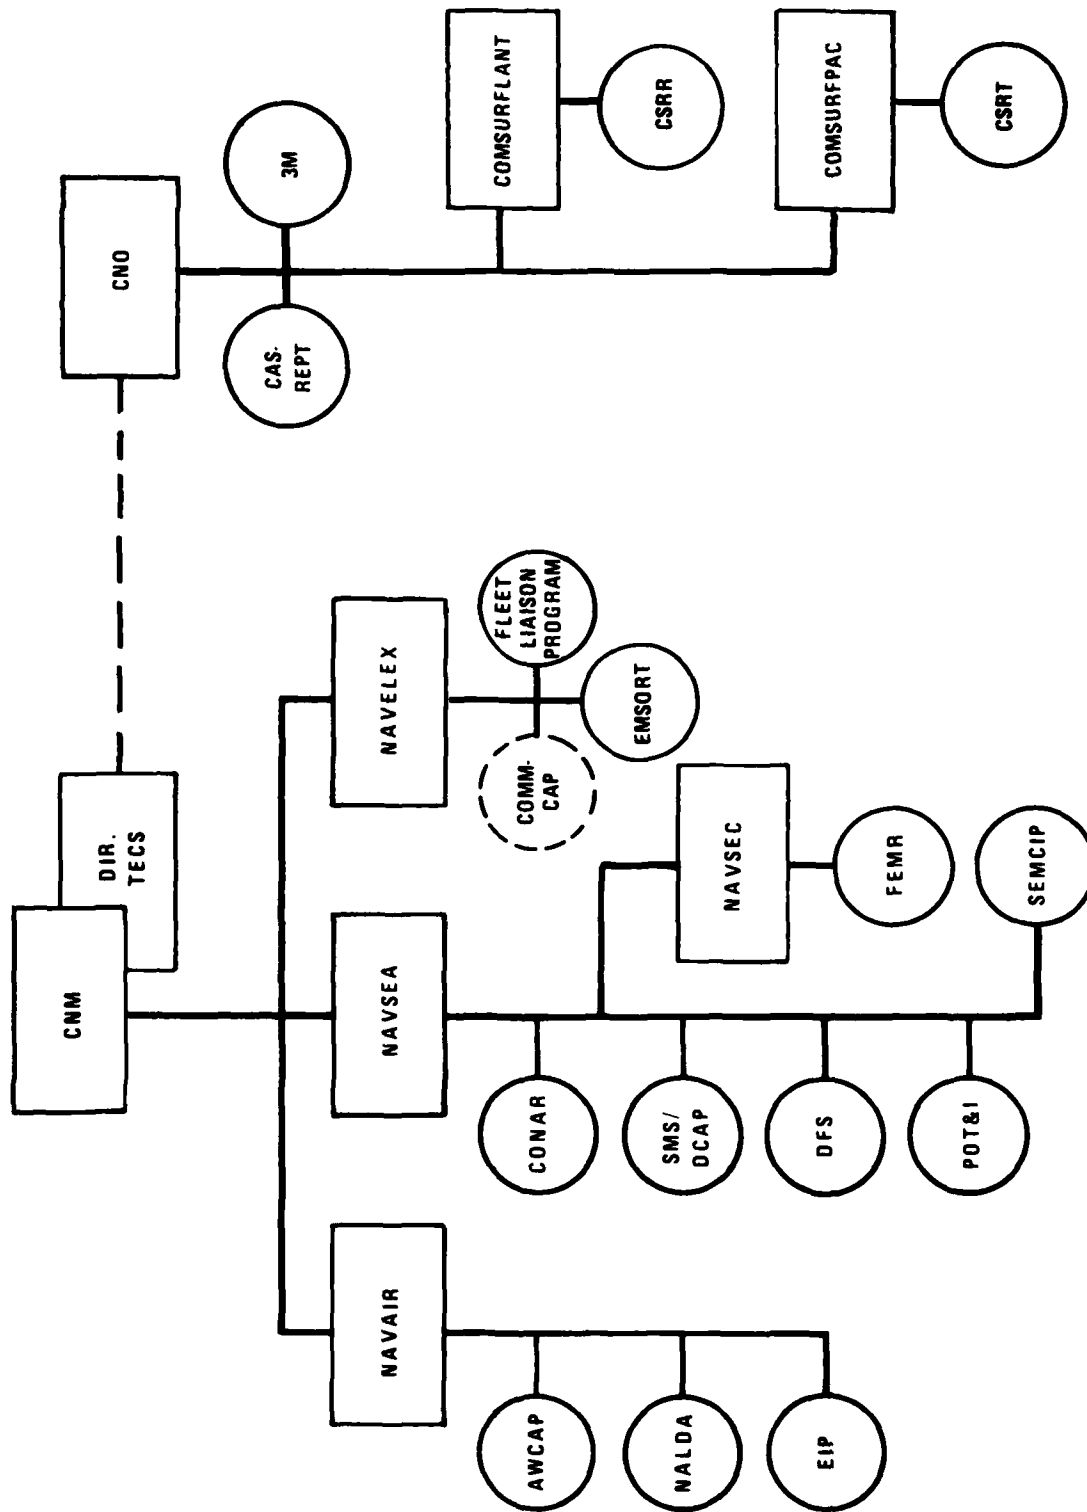 CNM
DIR.
TECS
CNO
CAS-
REPT
3M
NAVAIR
NAVSEA
NAVELEX
COMSURFLANT
CSRR
COMSURFPAC
CSRT
AWCAP
NALDA
EIP
CONAR
SMS/
DCAP
DFS
POT&I
NAVSEC
FEMR
SEMCIP
COMM-
CAP
FLEET
LIAISON
PROGRAM
EMSORT